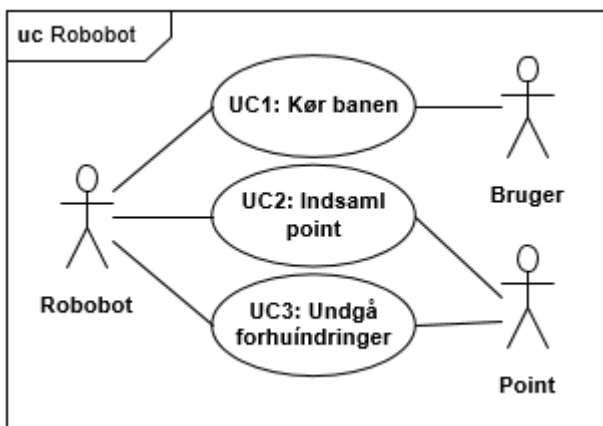 uc Robobot
UC1: Kør banen
Bruger
UC2: Indsaml
point
Robobot
UC3: Undgå
forhuíndringer
Point